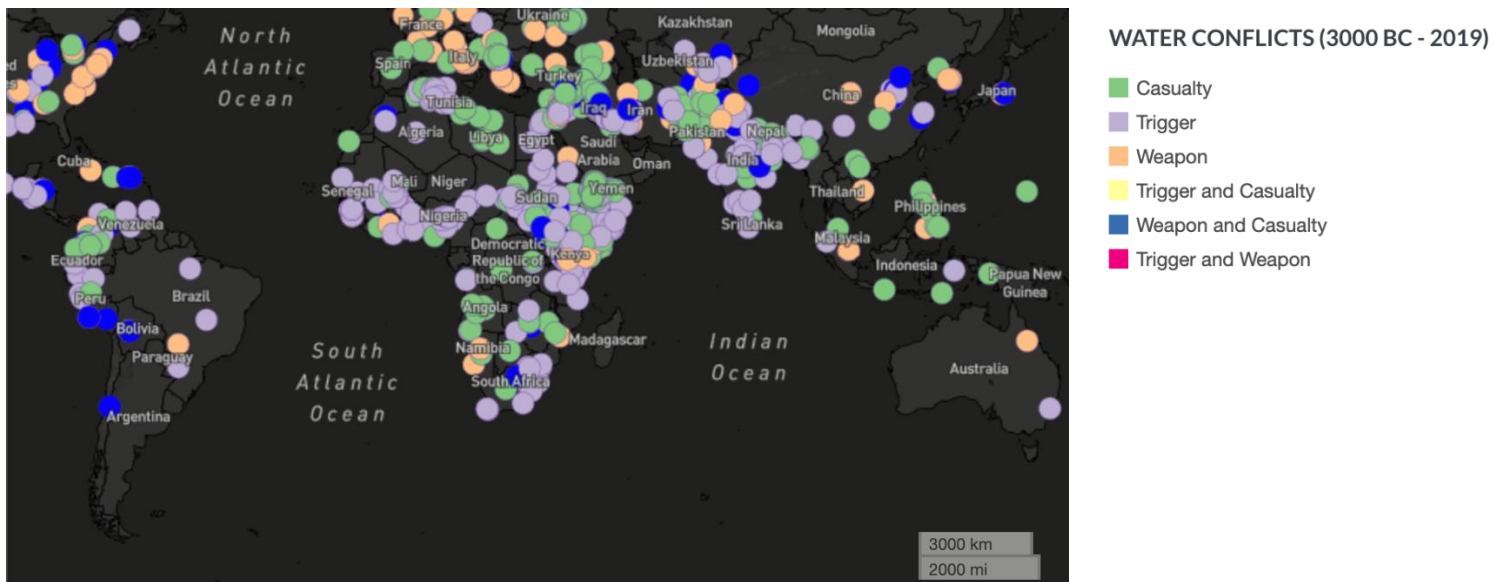 WATER CONFLICTS (3000 BC - 2019)
Casualty
Trigger
Weapon
Trigger and Casualty
Weapon and Casualty
Trigger and Weapon
North
Atlantic
Ocean
France
Ukraine
Kazakhstan
Mongolia
Spain
Italy
Turkey
Uzbekistan
China
Japan
Tunisia
Algeria
Libya
Egypt
Iraq
Iran
Pakistan
Nepal
Saudi
Arabia
Oman
India
Cuba
Senegal
Mali
Niger
Sudan
Yemen
Thailand
Philippines
Venezuela
Nigeria
Sri Lanka
Malaysia
Ecuador
Democratic
Republic of
the Congo
Kenya
Indonesia
Papua New
Guinea
Peru
Brazil
Angola
Bolivia
Namibia
Madagascar
Paraguay
South Africa
Australia
Argentina
South
Atlantic
Ocean
Indian
Ocean
3000 km
2000 mi